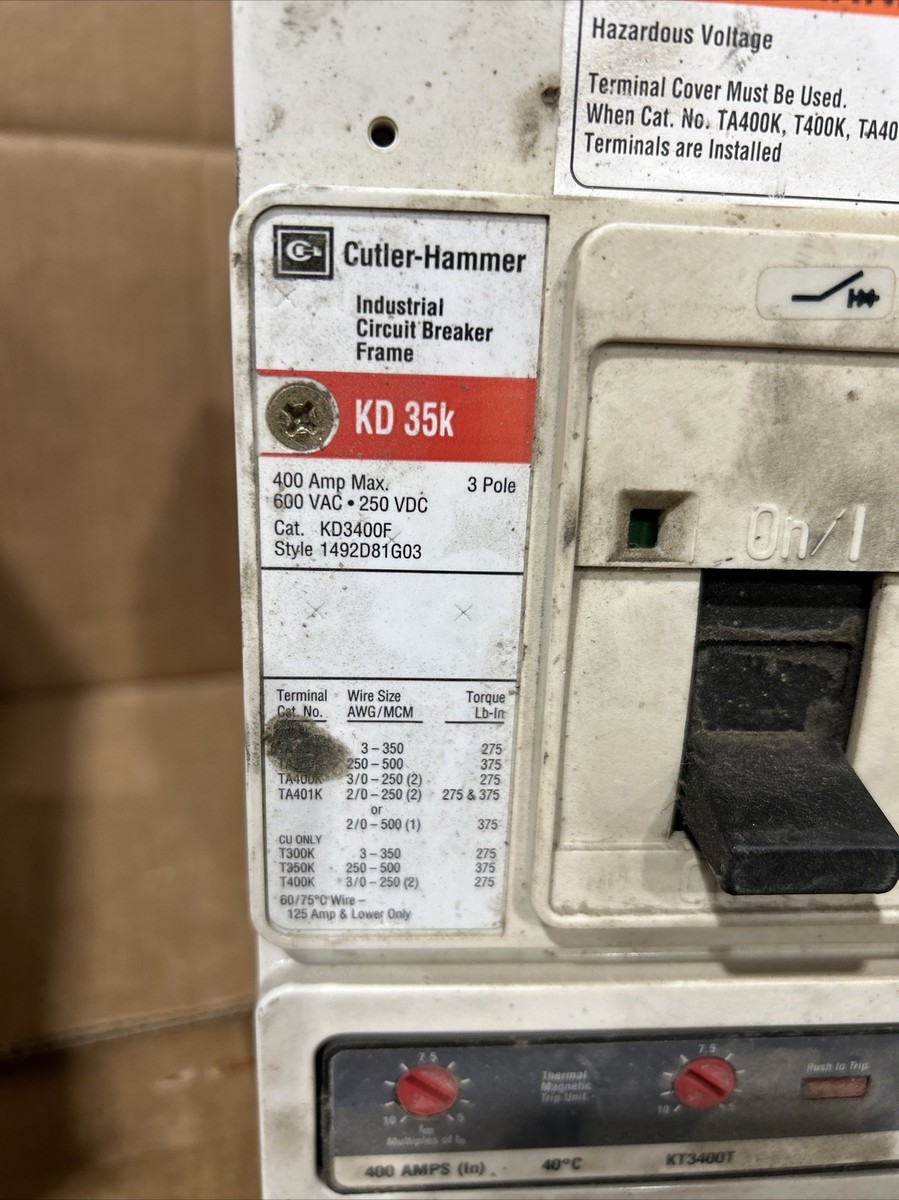 Hazardous Voltage
Terminal Cover Must Be Used.
When Cat. No. TA400K, T400K, TA40
Terminals are Installed
Cutler-Hammer
Industrial
Circuit Breaker
Frame
KD 35k
400 Amp Max. 3 Pole
600 VAC • 250 VDC
Cat. KD3400F
Style 1492D81G03
On/I
Terminal Wire Size Torque
Cat. No. AWG/MCM Lb-In
3–350 275
250–500 375
TA400K 3/0–250 (2) 275
TA401K 2/0–250 (2) 275 & 375
or
2/0–500 (1) 375
CU ONLY
T300K 3–350 275
T350K 250–500 375
T400K 3/0–250 (2) 275
60/75°C Wire –
125 Amp & Lower Only
7.5 7.5
Thermal Push to Trip
Magnetic
Trip Unit
10 5 10
Multiples of In
400 AMPS (In) 40°C KT3400T